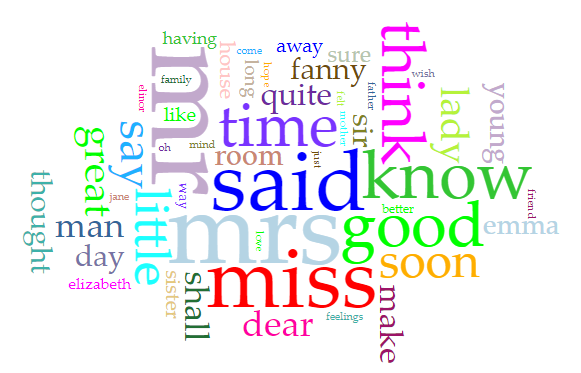 having
come
away
sure
think
mr
house
long
hope
fanny
family
father
wish
elinor
like
quite
felt
mother
lady
young
time
sir
oh
mind
great
say
room
just
said
know
thought
little
way
jane
man
mrs
love
good
better
emma
friend
day
soon
elizabeth
sister
shall
miss
make
dear
feelings